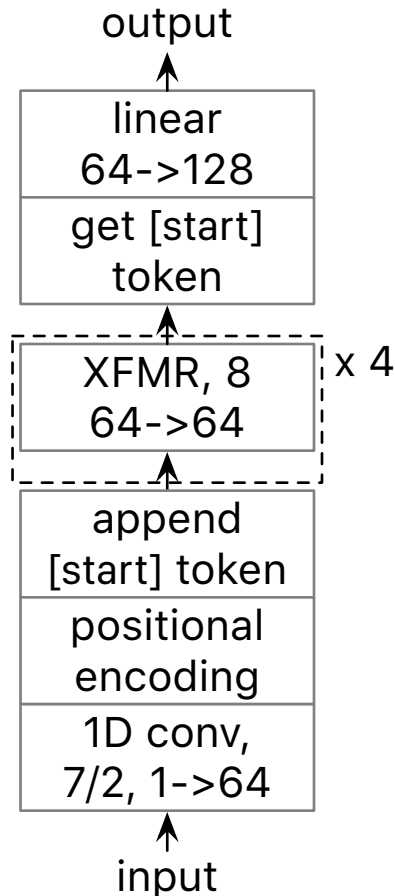 output
linear
64->128
get [start]
token
XFMR, 8
64->64
x 4
append
[start] token
positional
encoding
1D conv,
7/2, 1->64
input